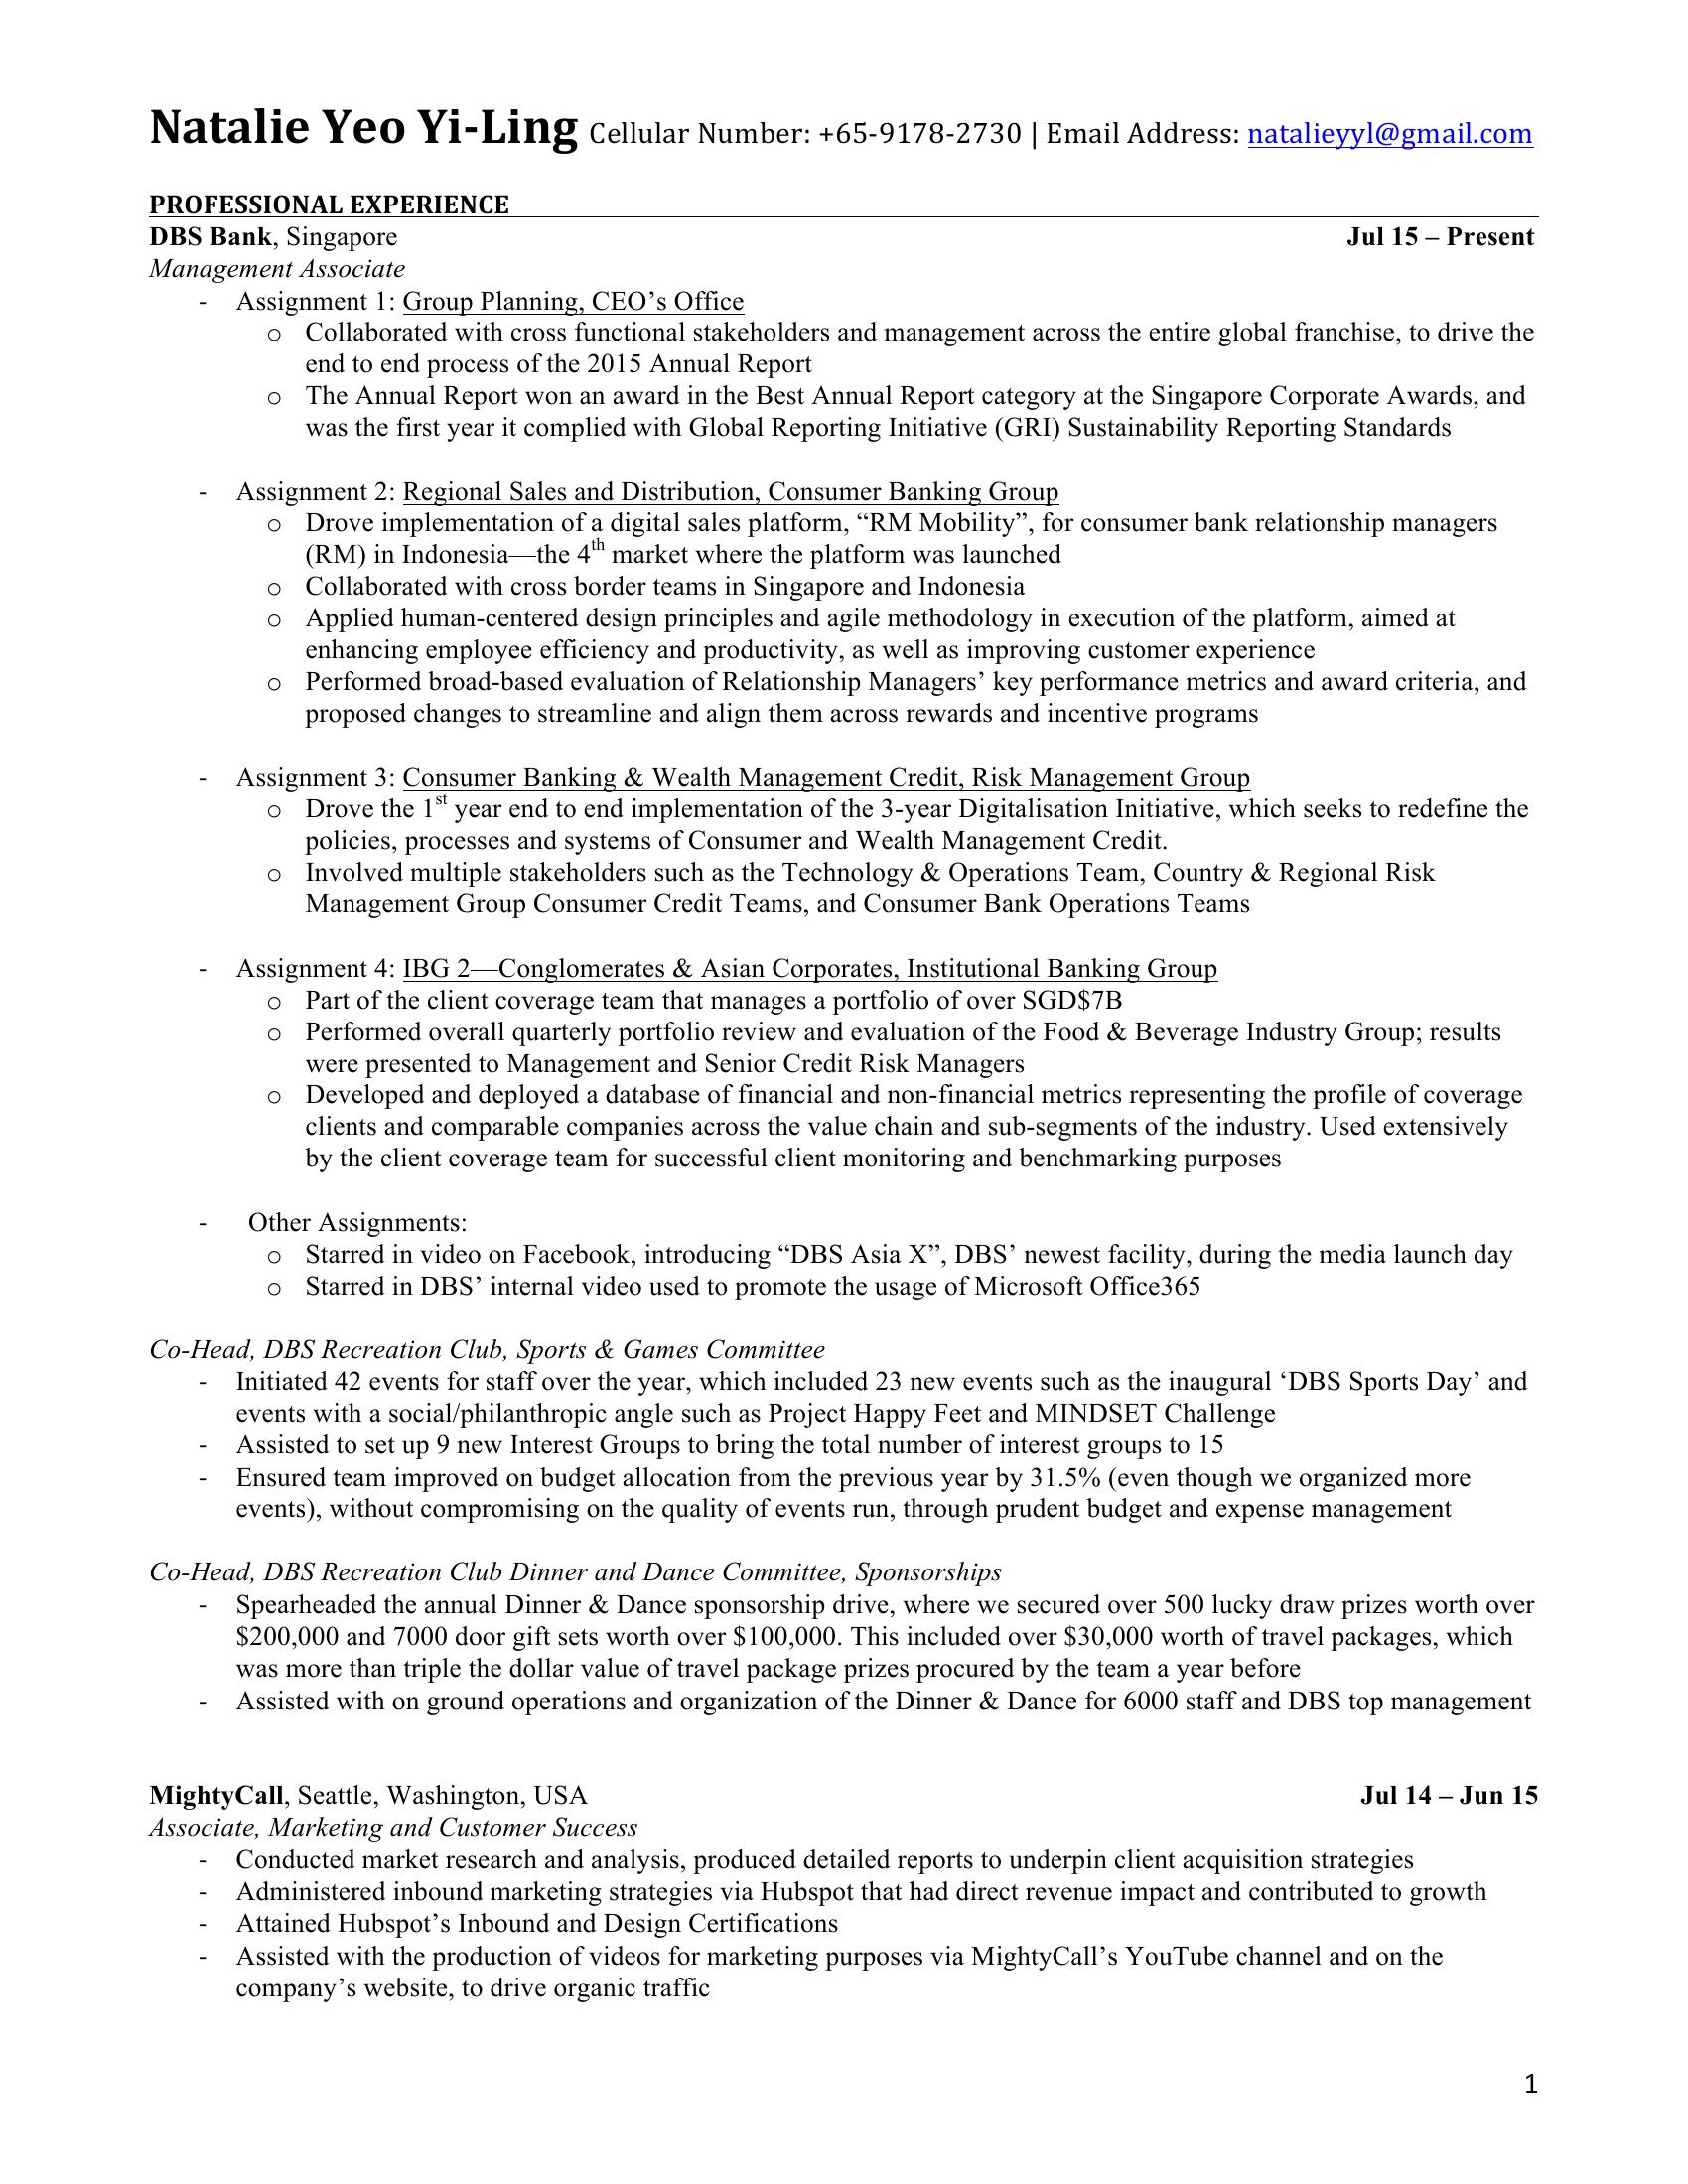 Natalie Yeo Yi-Ling Cellular Number: +65-9178-2730 | Email Address: natalieyyl@gmail.com
PROFESSIONAL EXPERIENCE
DBS Bank, Singapore Jul 15 – Present
Management Associate
- Assignment 1: Group Planning, CEO’s Office
o Collaborated with cross functional stakeholders and management across the entire global franchise, to drive the
end to end process of the 2015 Annual Report
o The Annual Report won an award in the Best Annual Report category at the Singapore Corporate Awards, and
was the first year it complied with Global Reporting Initiative (GRI) Sustainability Reporting Standards
- Assignment 2: Regional Sales and Distribution, Consumer Banking Group
o Drove implementation of a digital sales platform, “RM Mobility”, for consumer bank relationship managers
(RM) in Indonesia—the 4th market where the platform was launched
o Collaborated with cross border teams in Singapore and Indonesia
o Applied human-centered design principles and agile methodology in execution of the platform, aimed at
enhancing employee efficiency and productivity, as well as improving customer experience
o Performed broad-based evaluation of Relationship Managers’ key performance metrics and award criteria, and
proposed changes to streamline and align them across rewards and incentive programs
- Assignment 3: Consumer Banking & Wealth Management Credit, Risk Management Group
o Drove the 1st year end to end implementation of the 3-year Digitalisation Initiative, which seeks to redefine the
policies, processes and systems of Consumer and Wealth Management Credit.
o Involved multiple stakeholders such as the Technology & Operations Team, Country & Regional Risk
Management Group Consumer Credit Teams, and Consumer Bank Operations Teams
- Assignment 4: IBG 2—Conglomerates & Asian Corporates, Institutional Banking Group
o Part of the client coverage team that manages a portfolio of over SGD$7B
o Performed overall quarterly portfolio review and evaluation of the Food & Beverage Industry Group; results
were presented to Management and Senior Credit Risk Managers
o Developed and deployed a database of financial and non-financial metrics representing the profile of coverage
clients and comparable companies across the value chain and sub-segments of the industry. Used extensively
by the client coverage team for successful client monitoring and benchmarking purposes
- Other Assignments:
o Starred in video on Facebook, introducing “DBS Asia X”, DBS’ newest facility, during the media launch day
o Starred in DBS’ internal video used to promote the usage of Microsoft Office365
Co-Head, DBS Recreation Club, Sports & Games Committee
- Initiated 42 events for staff over the year, which included 23 new events such as the inaugural ‘DBS Sports Day’ and
events with a social/philanthropic angle such as Project Happy Feet and MINDSET Challenge
- Assisted to set up 9 new Interest Groups to bring the total number of interest groups to 15
- Ensured team improved on budget allocation from the previous year by 31.5% (even though we organized more
events), without compromising on the quality of events run, through prudent budget and expense management
Co-Head, DBS Recreation Club Dinner and Dance Committee, Sponsorships
- Spearheaded the annual Dinner & Dance sponsorship drive, where we secured over 500 lucky draw prizes worth over
$200,000 and 7000 door gift sets worth over $100,000. This included over $30,000 worth of travel packages, which
was more than triple the dollar value of travel package prizes procured by the team a year before
- Assisted with on ground operations and organization of the Dinner & Dance for 6000 staff and DBS top management
MightyCall, Seattle, Washington, USA Jul 14 – Jun 15
Associate, Marketing and Customer Success
- Conducted market research and analysis, produced detailed reports to underpin client acquisition strategies
- Administered inbound marketing strategies via Hubspot that had direct revenue impact and contributed to growth
- Attained Hubspot’s Inbound and Design Certifications
- Assisted with the production of videos for marketing purposes via MightyCall’s YouTube channel and on the
company’s website, to drive organic traffic
1